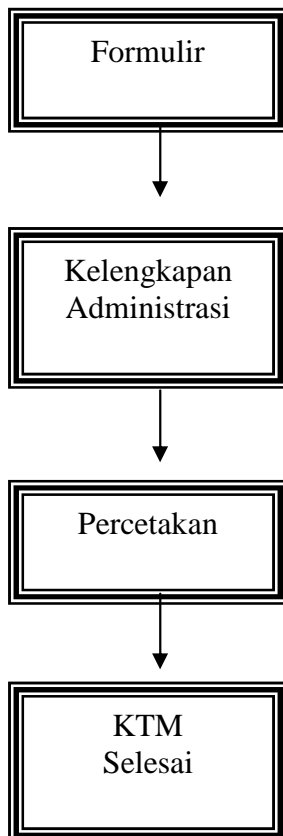 Formulir
Kelengkapan
Administrasi
Percetakan
KTM
Selesai